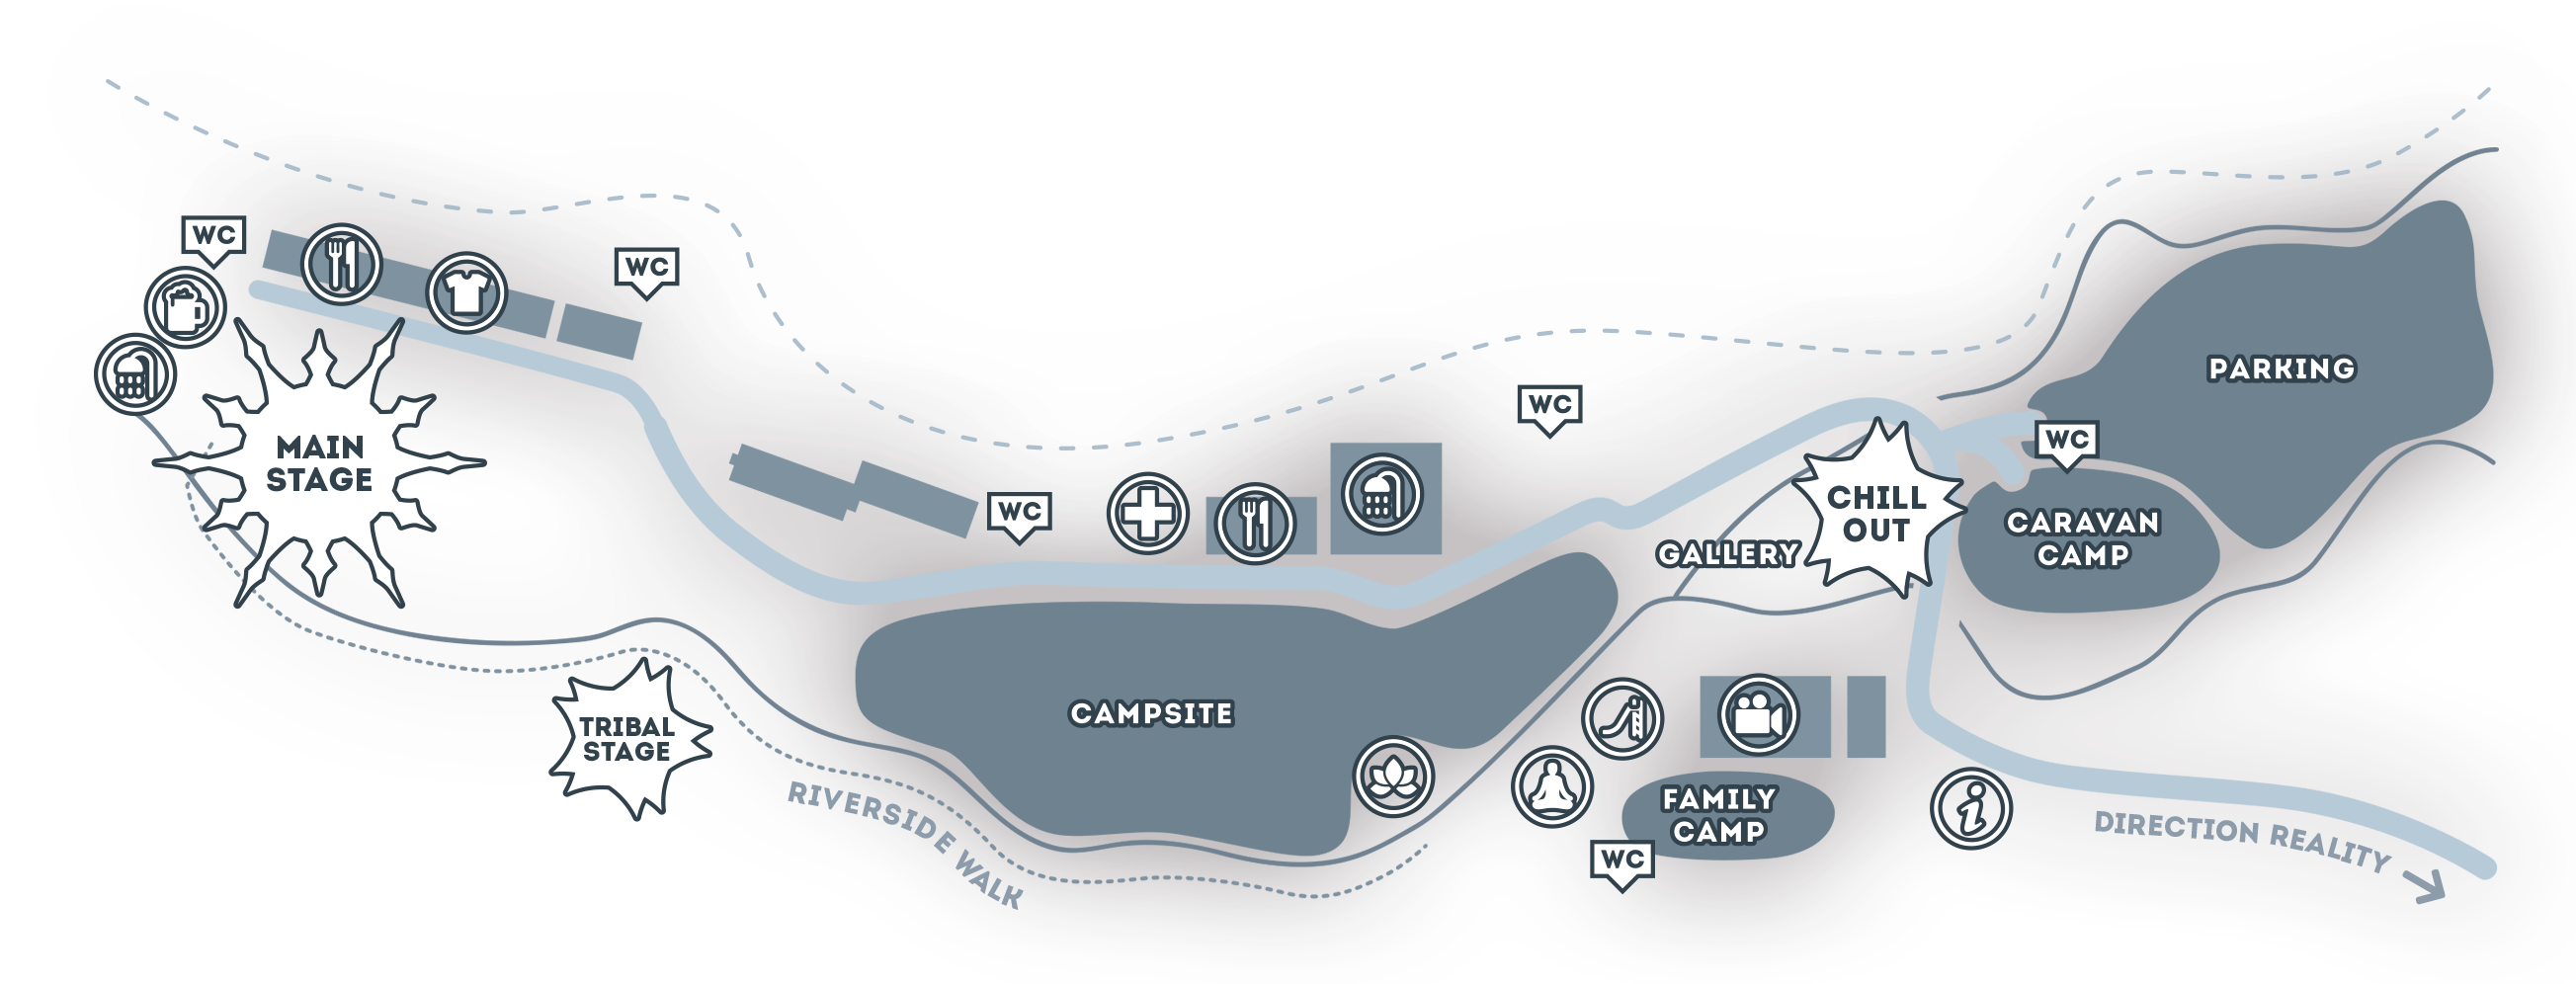 WC
WC
MAIN
STAGE
WC
WC
PARKING
WC
CHILL
OUT
CARAVAN
CAMP
GALLERY
CAMPSITE
TRIBAL
STAGE
RIVERSIDE WALK
FAMILY
CAMP
WC
DIRECTION REALITY